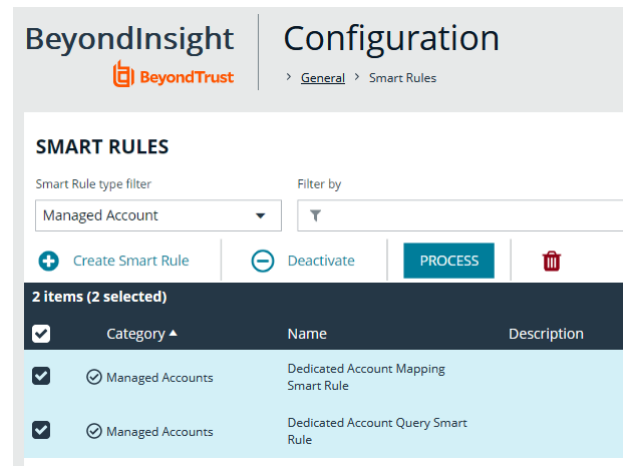 BeyondInsight
BeyondTrust
Configuration
> General > Smart Rules
SMART RULES
Smart Rule type filter
Filter by
Managed Account
Create Smart Rule
Deactivate
PROCESS
2 items (2 selected)
Category Name Description
Managed Accounts
Dedicated Account Mapping
Smart Rule
Managed Accounts
Dedicated Account Query Smart
Rule